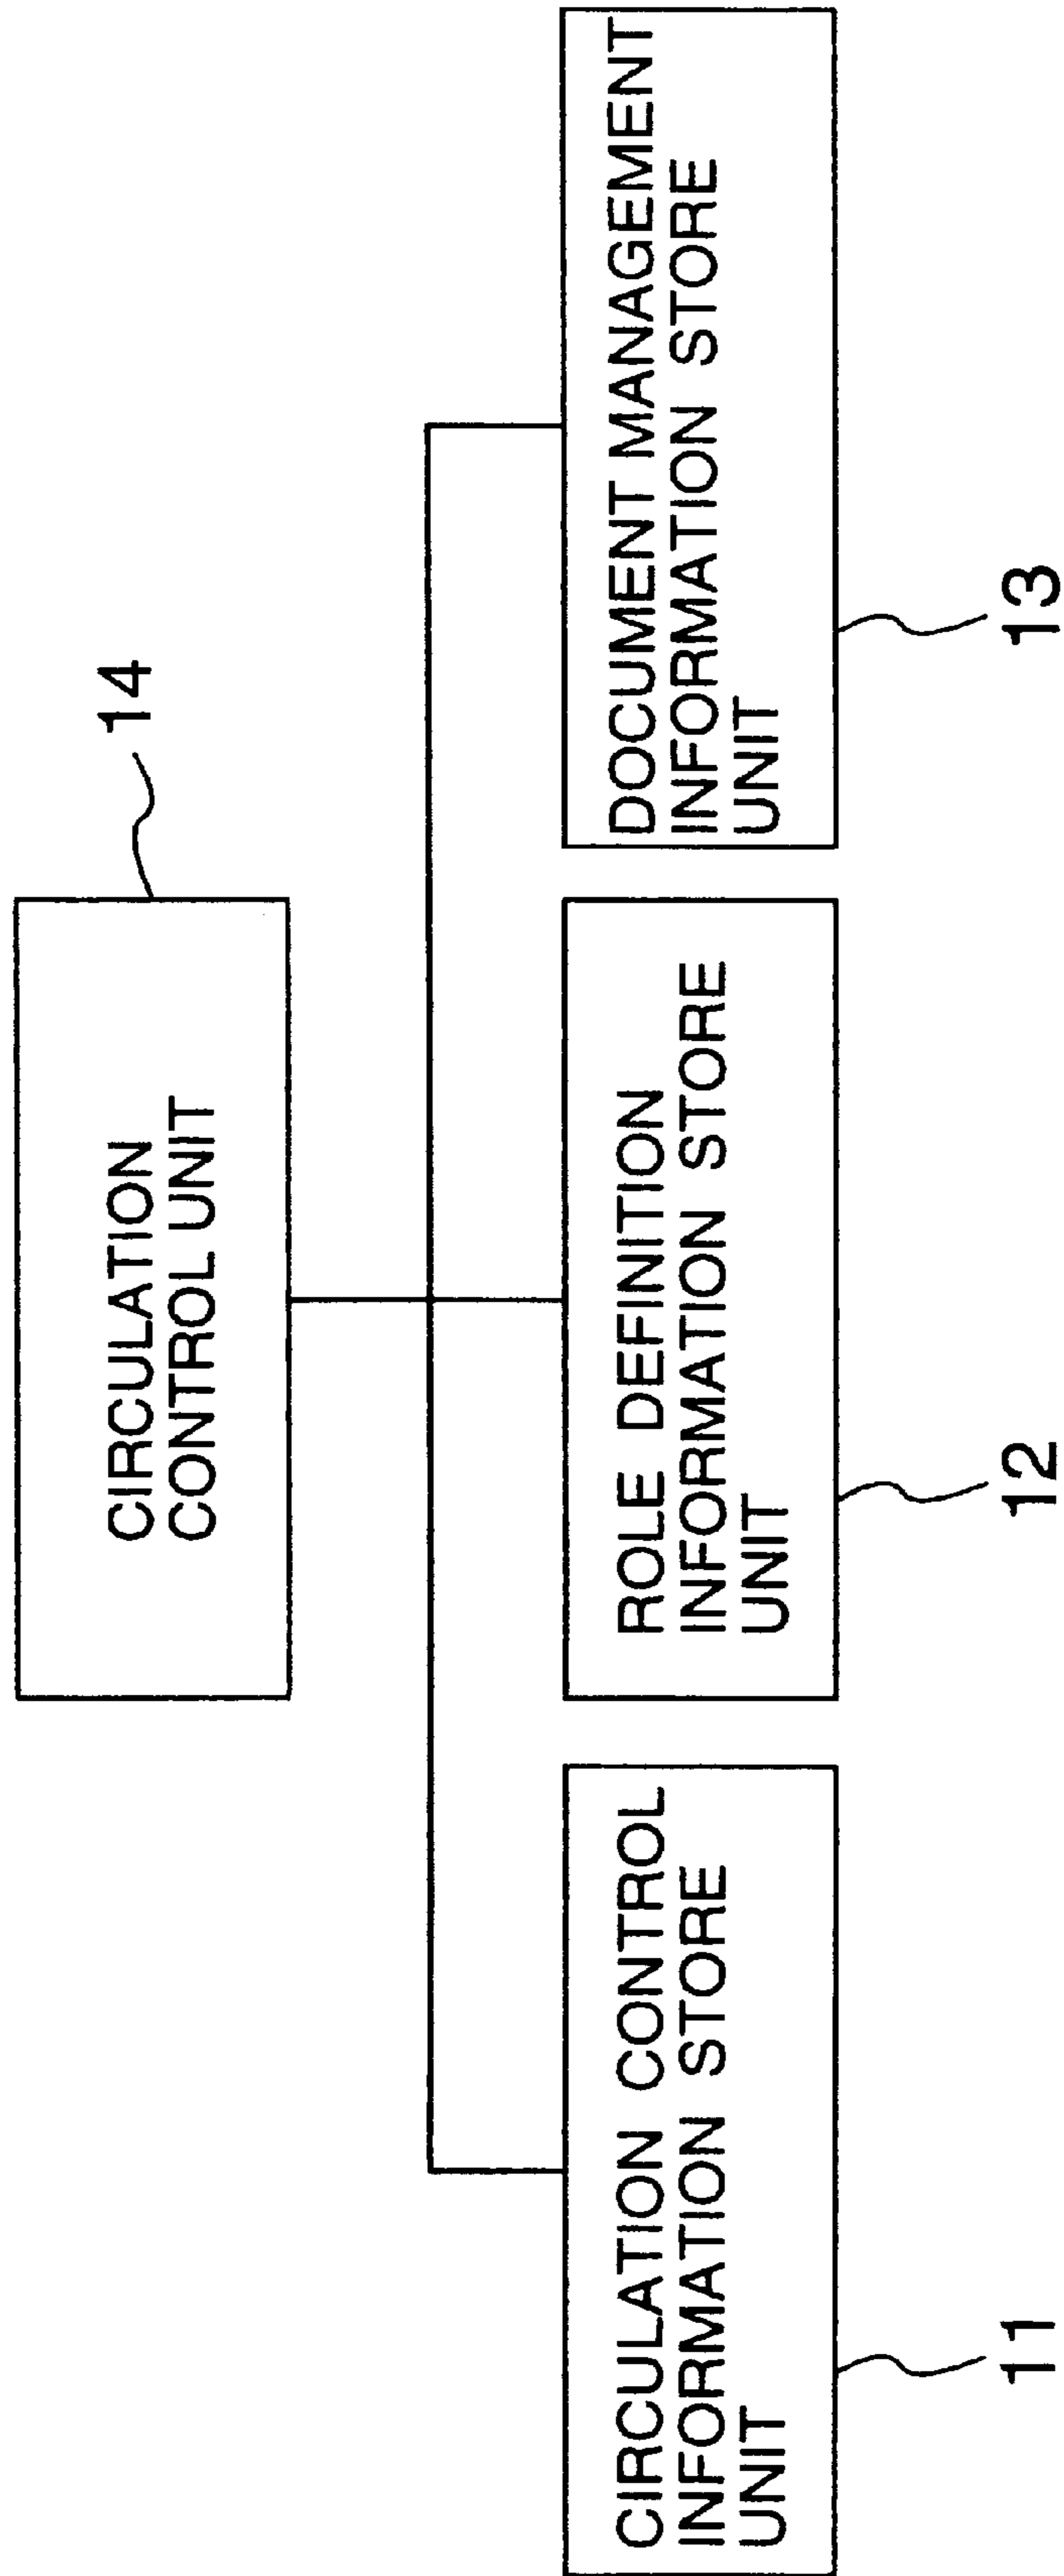 CIRCULATION
CONTROL UNIT
14
CIRCULATION CONTROL
INFORMATION STORE
UNIT
11
ROLE DEFINITION
INFORMATION STORE
UNIT
12
DOCUMENT MANAGEMENT
INFORMATION STORE
UNIT
13